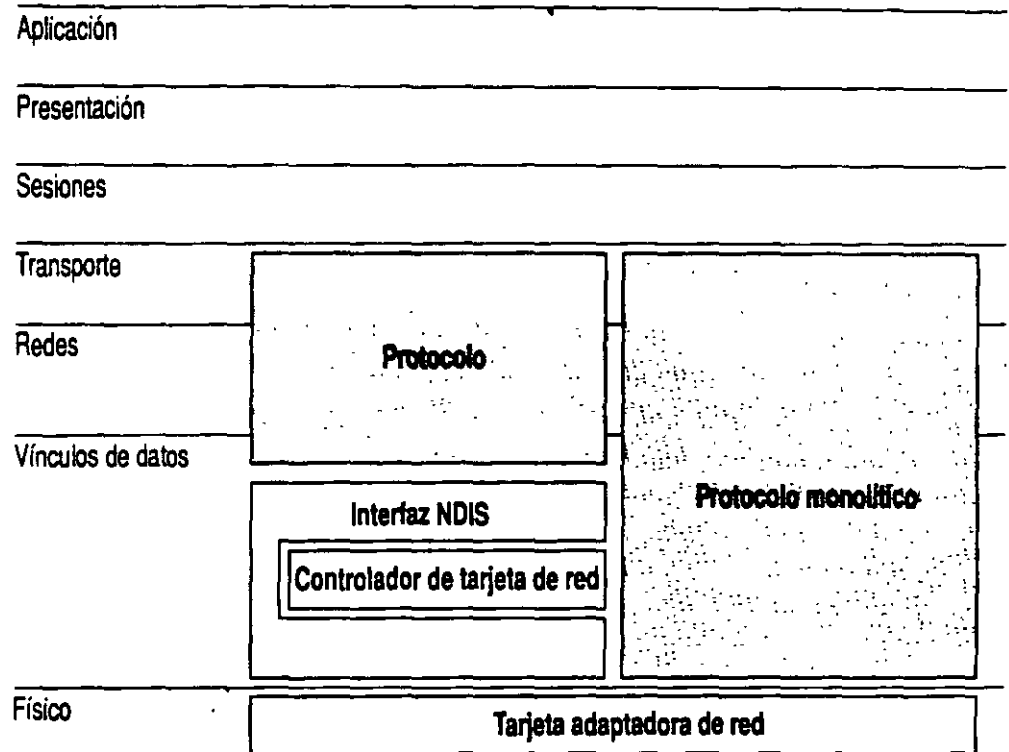 Aplicación
Presentación
Sesiones
Transporte
Redes
Protocolo
Vínculos de datos
Protocolo monolítico
Interfaz NDIS
Controlador de tarjeta de red
Físico
Tarjeta adaptadora de red